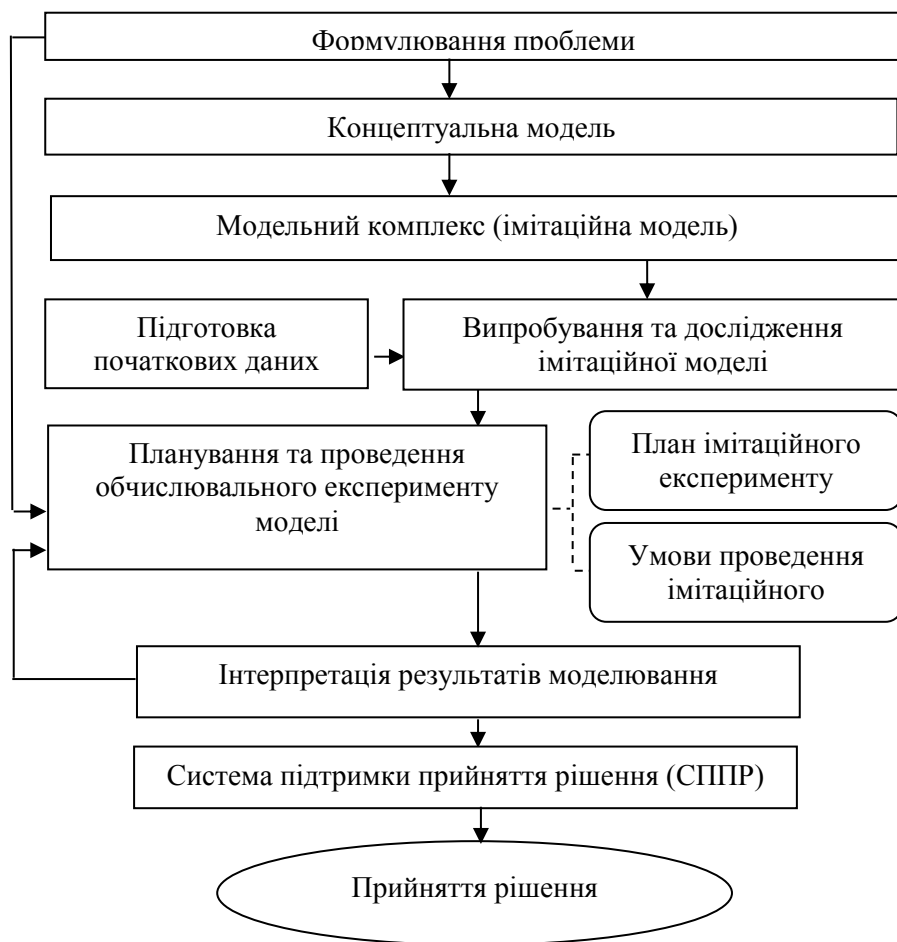 Формулювання проблеми
Концептуальна модель
Модельний комплекс (імітаційна модель)
Підготовка
початкових даних
Випробування та дослідження
імітаційної моделі
Планування та проведення
обчислювального експерименту
моделі
План імітаційного
експерименту
Умови проведення
імітаційного
Інтерпретація результатів моделювання
Система підтримки прийняття рішення (СППР)
Прийняття рішення